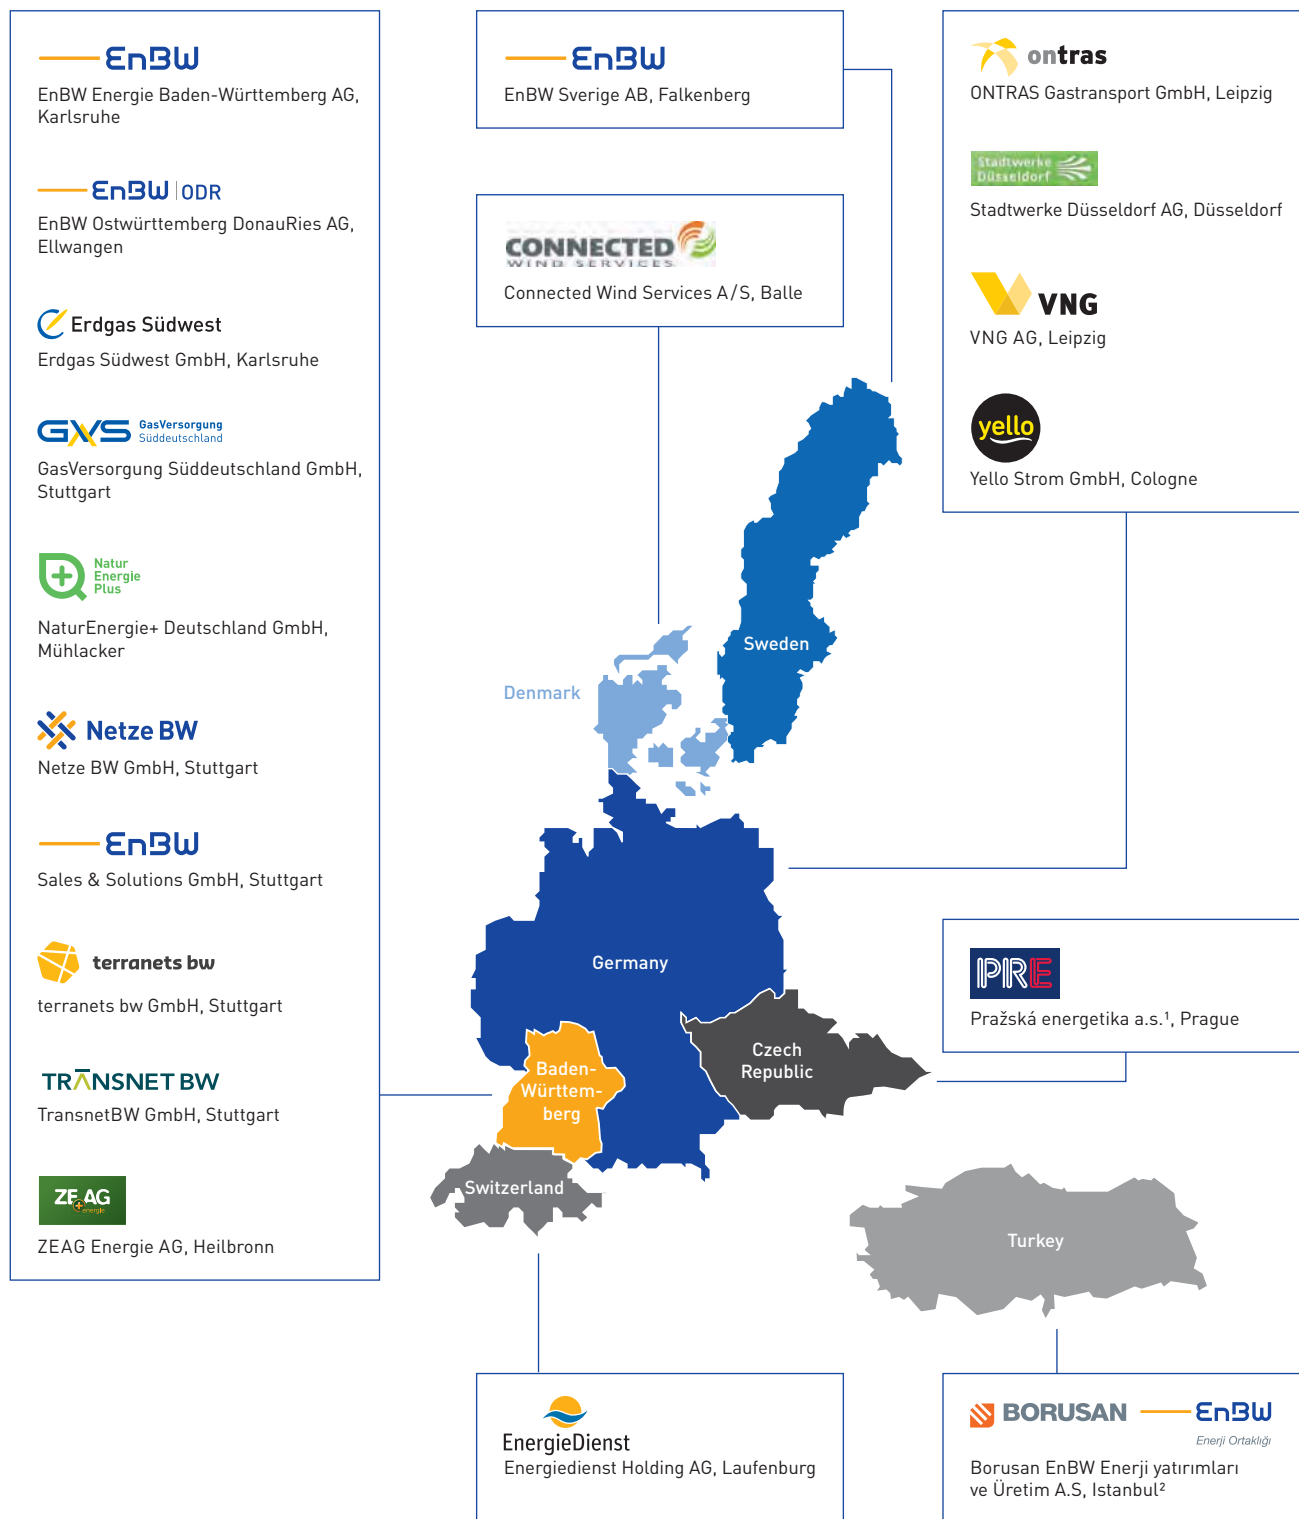 EnBW
EnBW Energie Baden-Württemberg AG,
Karlsruhe
EnBW | ODR
EnBW Ostwürttemberg DonauRies AG,
Ellwangen
Erdgas Südwest
Erdgas Südwest GmbH, Karlsruhe
GVS GasVersorgung
Süddeutschland
GasVersorgung Süddeutschland GmbH,
Stuttgart
Natur
Energie
Plus
NaturEnergie+ Deutschland GmbH,
Mühlacker
Netze BW
Netze BW GmbH, Stuttgart
EnBW
Sales & Solutions GmbH, Stuttgart
terranets bw
terranets bw GmbH, Stuttgart
TRANSNET BW
TransnetBW GmbH, Stuttgart
ZEAG
energie
ZEAG Energie AG, Heilbronn
EnBW
EnBW Sverige AB, Falkenberg
CONNECTED
WIND SERVICES
Connected Wind Services A/S, Balle
ontras
ONTRAS Gastransport GmbH, Leipzig
Stadtwerke
Düsseldorf
Stadtwerke Düsseldorf AG, Düsseldorf
VNG
VNG AG, Leipzig
yello
Yello Strom GmbH, Cologne
Sweden
Denmark
Germany
Baden-
Württem-
berg
Czech
Republic
Switzerland
Turkey
PRE
Pražská energetika a.s.¹, Prague
EnergieDienst
Energiedienst Holding AG, Laufenburg
BORUSAN EnBW
Enerji Ortaklığı
Borusan EnBW Enerji yatırımları
ve Üretim A.S, Istanbul²